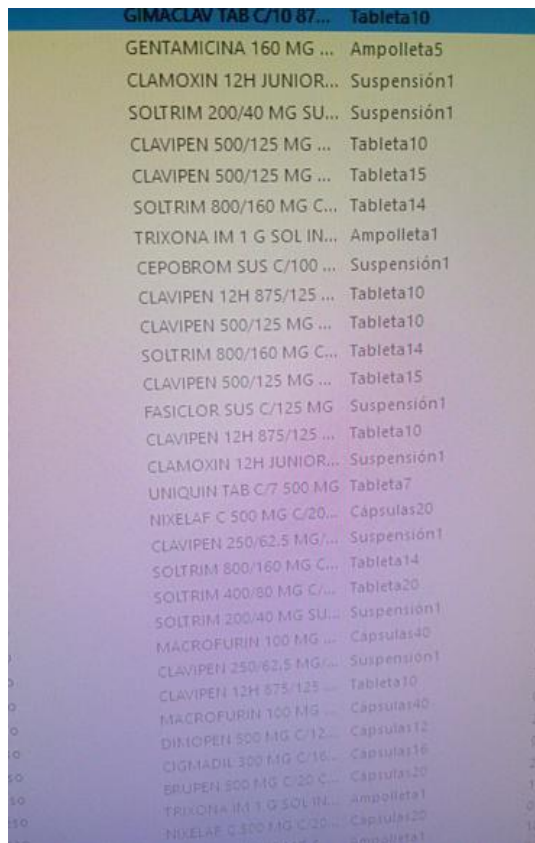 GIMACLAV TAB C/10 87... Tableta10
GENTAMICINA 160 MG ... Ampolleta5
CLAMOXIN 12H JUNIOR... Suspensión1
SOLTRIM 200/40 MG SU... Suspensión1
CLAVIPEN 500/125 MG ... Tableta10
CLAVIPEN 500/125 MG ... Tableta15
SOLTRIM 800/160 MG C... Tableta14
TRIXONA IM 1 G SOL IN... Ampolleta1
CEPOBROM SUS C/100 ... Suspensión1
CLAVIPEN 12H 875/125 ... Tableta10
CLAVIPEN 500/125 MG ... Tableta10
SOLTRIM 800/160 MG C... Tableta14
CLAVIPEN 500/125 MG ... Tableta15
FASICLOR SUS C/125 MG Suspensión1
CLAVIPEN 12H 875/125 ... Tableta10
CLAMOXIN 12H JUNIOR... Suspensión1
UNIQUIN TAB C/7 500 MG Tableta7
NIXELAF C 500 MG C/20... Cápsulas20
CLAVIPEN 250/62.5 MG/... Suspensión1
SOLTRIM 800/160 MG C... Tableta14
SOLTRIM 400/80 MG C/... Tableta20
SOLTRIM 200/40 MG SU... Suspensión1
MACROFURIN 100 MG ... Cápsulas40
CLAVIPEN 250/62.5 MG/... Suspensión1
CLAVIPEN 12H 875/125 ... Tableta10
MACROFURIN 100 MG ... Cápsulas40
DIMOPEN 500 MG C/12... Cápsulas12
CIGMADIL 300 MG C/16... Cápsulas16
BRUPEN 500 MG C/20 C... Cápsulas20
TRIXONA IM 1 G SOL IN... Ampolleta1
NIXELAF C 500 MG C/20... Cápsulas20
Ampolleta1